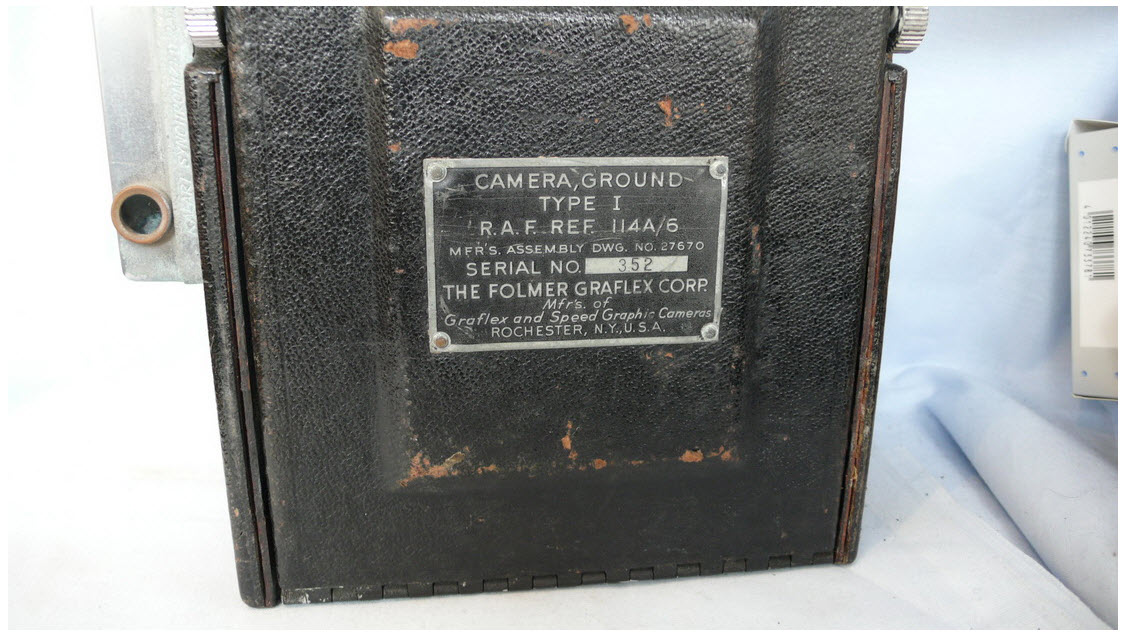 CAMERA, GROUND
TYPE I
R.A.F. REF. 114A/6
MFR'S. ASSEMBLY DWG. NO. 27670
SERIAL NO. 352
THE FOLMER GRAFLEX CORP.
Mfr's. of
Graflex and Speed Graphic Cameras
ROCHESTER, N.Y., U.S.A.